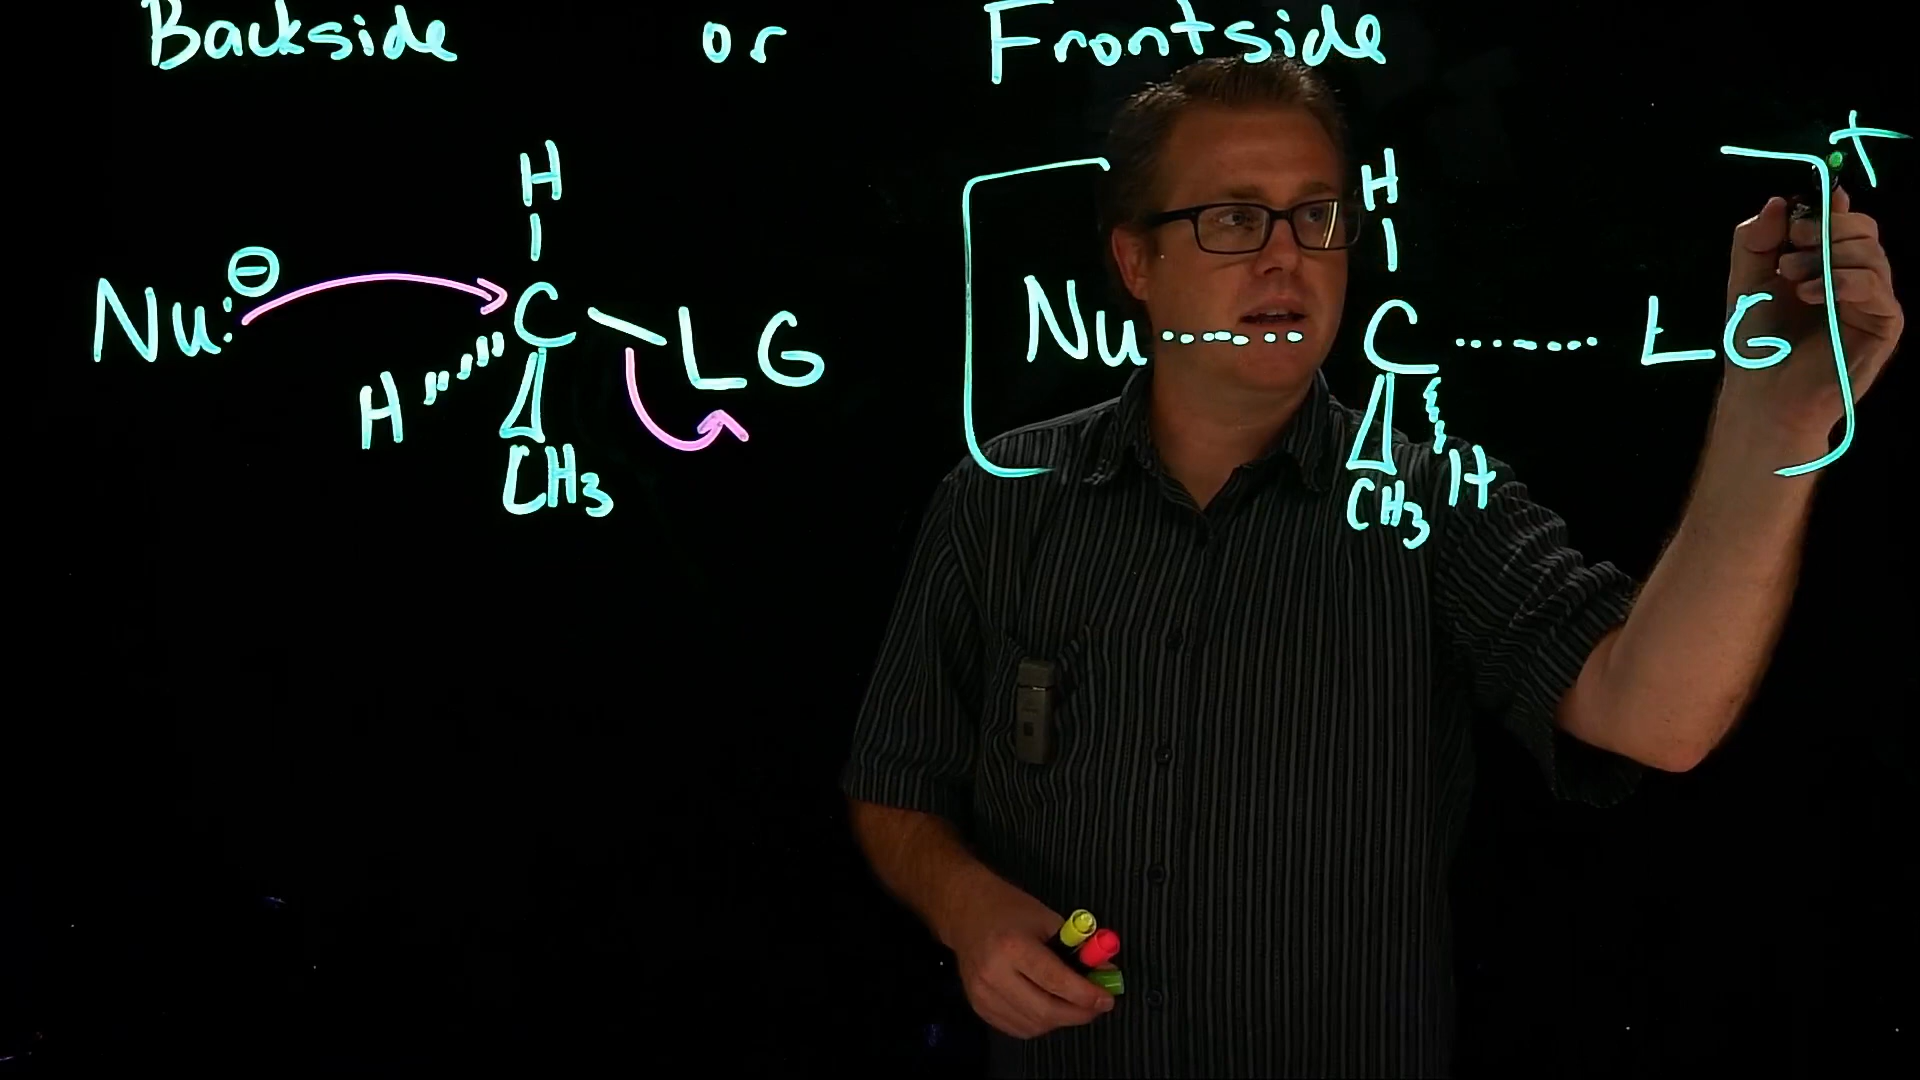 Backside or Frontside
H
Nu:⊖ C LG
H
CH3
H
Nu C LG
H
CH3